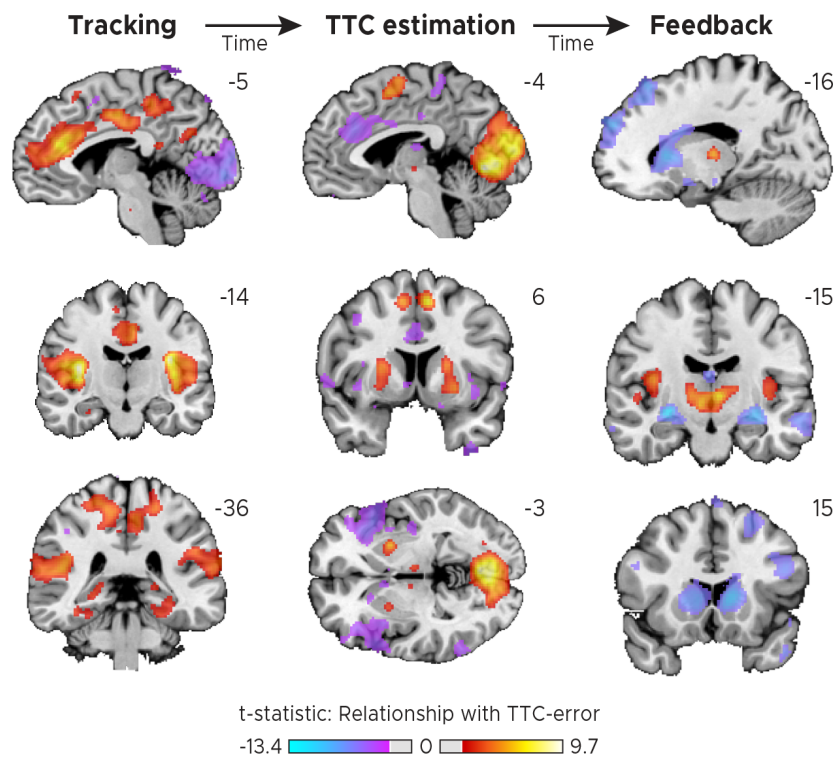 Tracking
Time
TTC estimation
Time
Feedback
-5
-4
-16
-14
6
-15
-36
-3
15
t-statistic: Relationship with TTC-error
-13.4
0
9.7